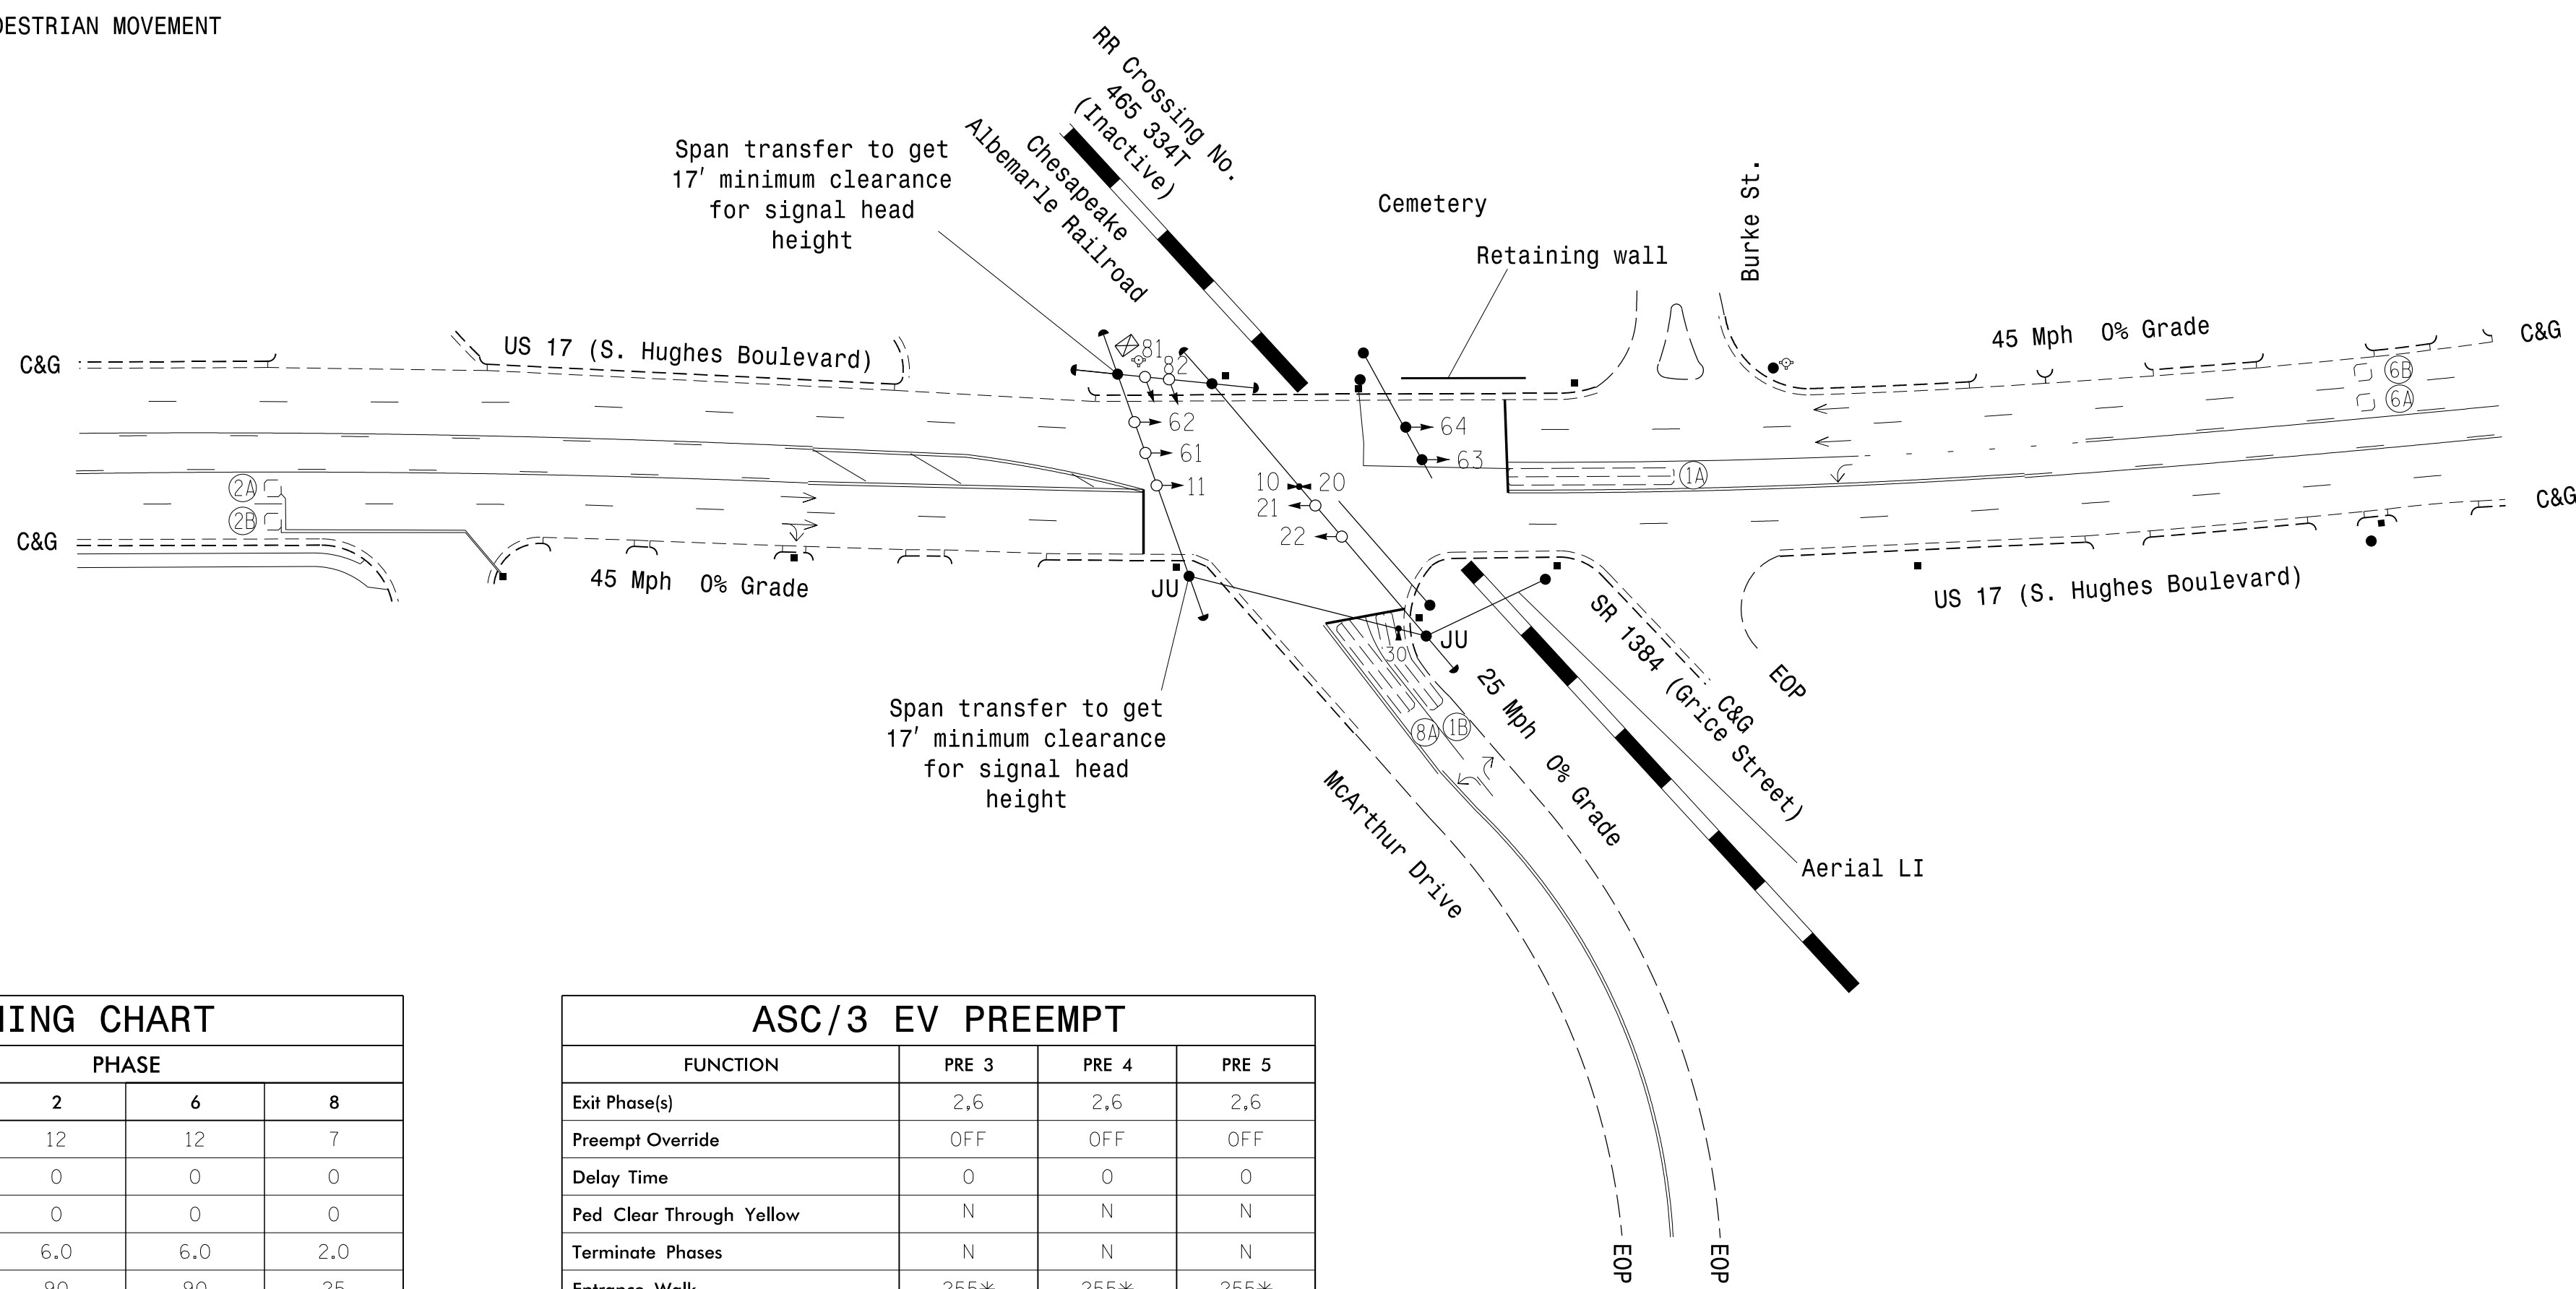 DESTRIAN MOVEMENT
RR Crossing No.
465 334T
(Inactive)
Chesapeake
Albemarle Railroad
Span transfer to get
17' minimum clearance
for signal head
height
Cemetery
Retaining wall
Burke St.
C&G
US 17 (S. Hughes Boulevard)
45 Mph 0% Grade
C&G
81
82
62
61
11
64
63
10
20
21
22
1A
6B
6A
2A
2B
C&G
C&G
45 Mph 0% Grade
JU
JU
30
US 17 (S. Hughes Boulevard)
SR 1384 (Grice Street)
C&G
EOP
25 Mph 0% Grade
8A
1B
Span transfer to get
17' minimum clearance
for signal head
height
McArthur Drive
Aerial LI
EOP
EOP
ING CHART
PHASE
2 6 8
12 12 7
0 0 0
0 0 0
6.0 6.0 2.0
ASC/3 EV PREEMPT
FUNCTION PRE 3 PRE 4 PRE 5
Exit Phase(s) 2,6 2,6 2,6
Preempt Override OFF OFF OFF
Delay Time 0 0 0
Ped Clear Through Yellow N N N
Terminate Phases N N N
Entrance Walk 255* 255* 255*